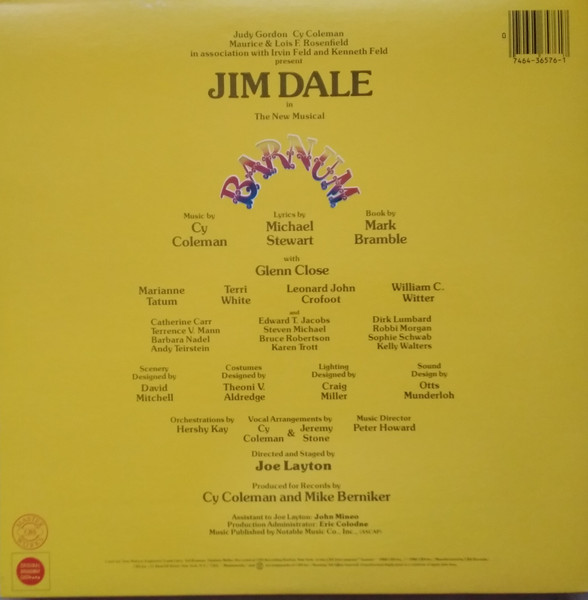 Judy Gordon Cy Coleman
Maurice & Lois F. Rosenfield
in association with Irvin Feld and Kenneth Feld
present
JIM DALE
in
The New Musical
BARNUM
Music by
Cy
Coleman
Lyrics by
Michael
Stewart
Book by
Mark
Bramble
with
Glenn Close
Marianne
Tatum
Terri
White
Leonard John
Crofoot
William C.
Witter
and
Catherine Carr
Terrence V. Mann
Barbara Nadel
Andy Teirstein
Edward T. Jacobs
Steven Michael
Bruce Robertson
Karen Trott
Dirk Lumbard
Robbi Morgan
Sophie Schwab
Kelly Walters
Scenery
Designed by
David
Mitchell
Costumes
Designed by
Theoni V.
Aldredge
Lighting
Designed by
Craig
Miller
Sound
Design by
Otts
Munderloh
Orchestrations by
Hershy Kay
Vocal Arrangements by
Cy
Coleman & Jeremy
Stone
Music Director
Peter Howard
Directed and Staged by
Joe Layton
Produced for Records by
Cy Coleman and Mike Berniker
Assistant to Joe Layton: John Mineo
Production Administrator: Eric Colodne
Music Published by Notable Music Co., Inc., (ASCAP)
0
7464-36576-1
MASTER
WORKS
ORIGINAL
BROADWAY